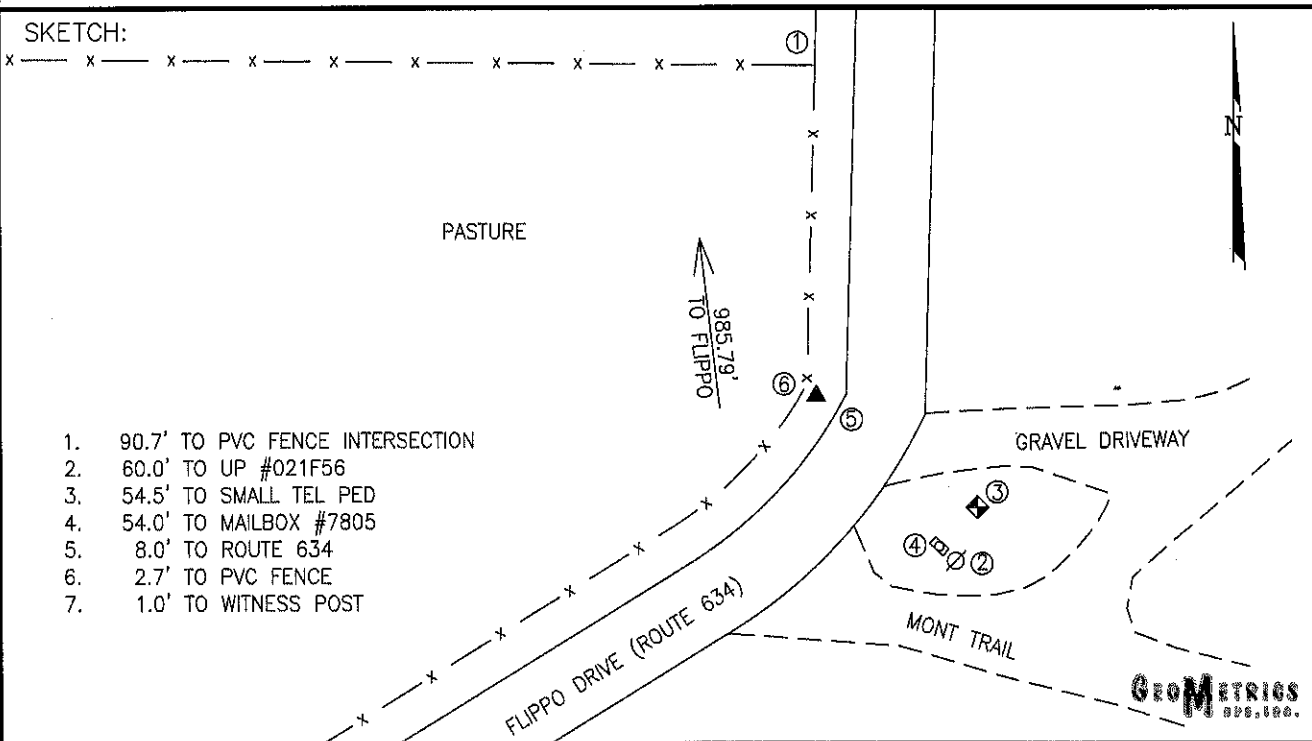 SKETCH:
①
N
PASTURE
985.79'
TO FLIPPO
⑥
⑤
1. 90.7' TO PVC FENCE INTERSECTION
2. 60.0' TO UP #021F56
3. 54.5' TO SMALL TEL PED
4. 54.0' TO MAILBOX #7805
5. 8.0' TO ROUTE 634
6. 2.7' TO PVC FENCE
7. 1.0' TO WITNESS POST
GRAVEL DRIVEWAY
③
④
②
MONT TRAIL
FLIPPO DRIVE (ROUTE 634)
GEOMETRICS
GPS, INC.